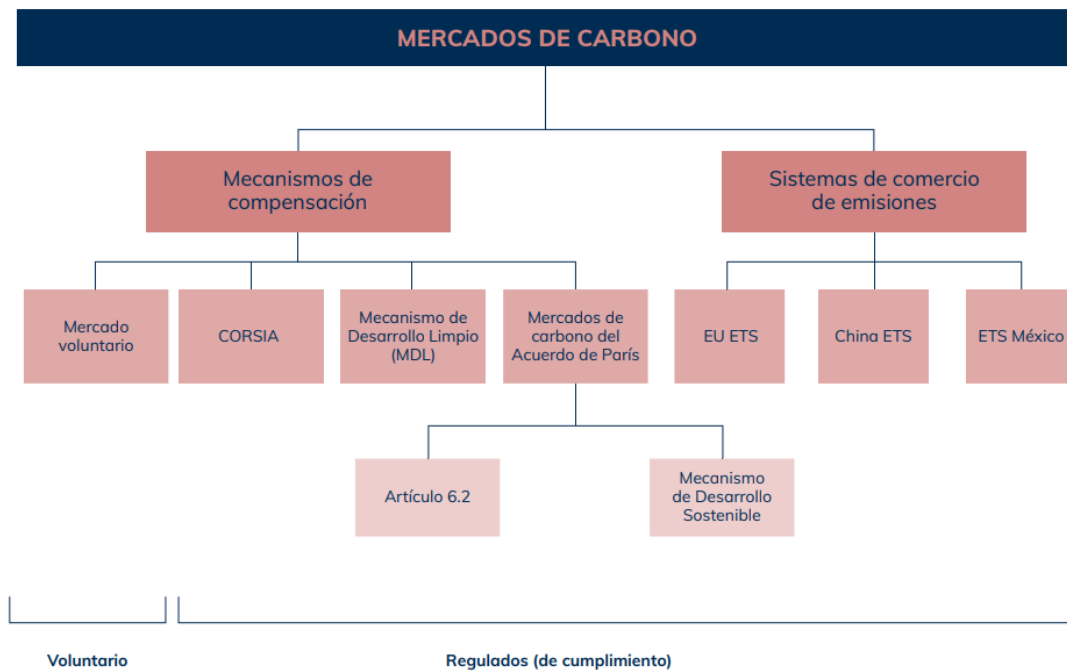 MERCADOS DE CARBONO
Mecanismos de
compensación
Sistemas de comercio
de emisiones
Mercado
voluntario
CORSIA
Mecanismo de
Desarrollo Limpio
(MDL)
Mercados de
carbono del
Acuerdo de París
EU ETS
China ETS
ETS México
Artículo 6.2
Mecanismo
de Desarrollo
Sostenible
Voluntario
Regulados (de cumplimiento)